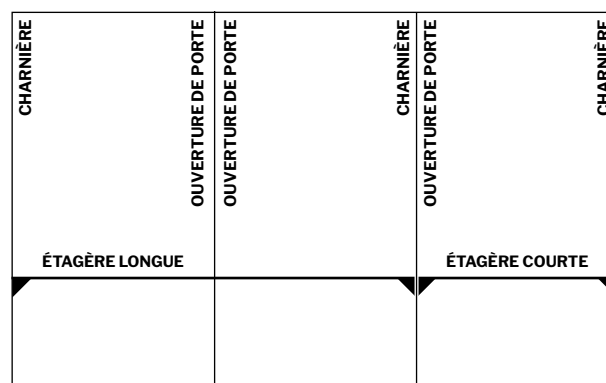 CHARNIÈRE
OUVERTURE DE PORTE
OUVERTURE DE PORTE
CHARNIÈRE
OUVERTURE DE PORTE
CHARNIÈRE
ÉTAGÈRE LONGUE
ÉTAGÈRE COURTE